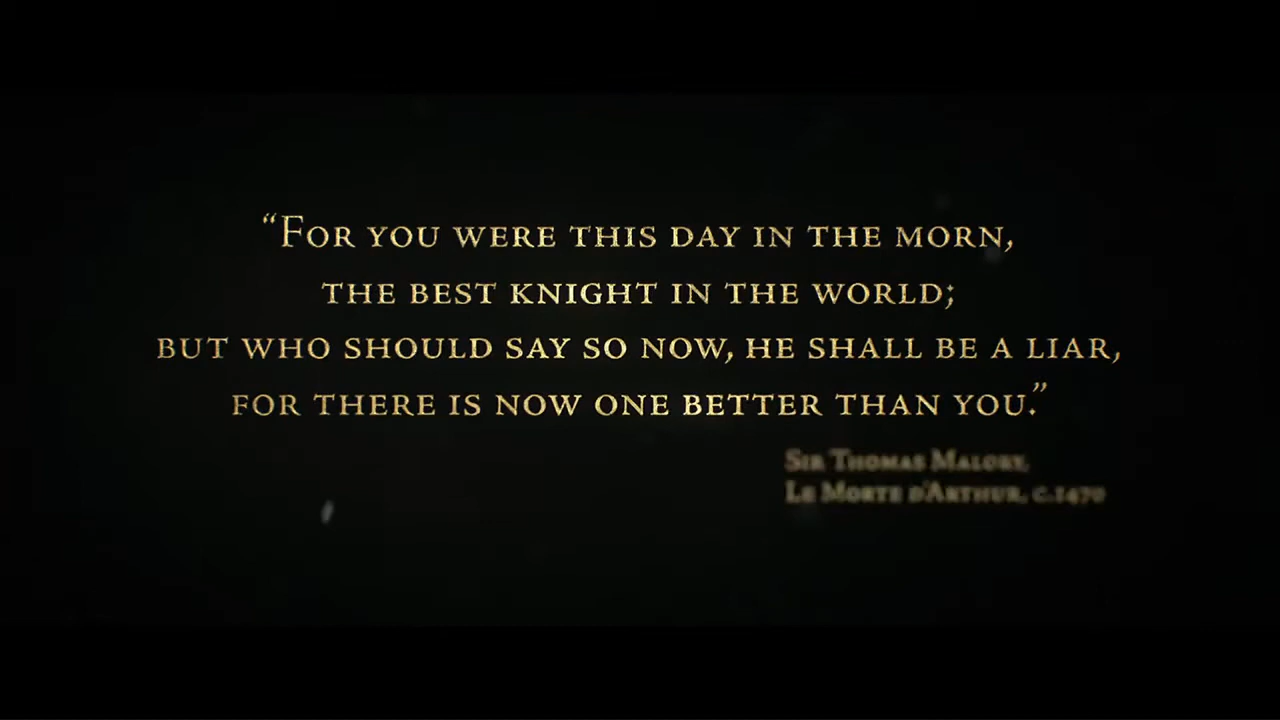 “For you were this day in the morn,
the best knight in the world;
but who should say so now, he shall be a liar,
for there is now one better than you.”
Sir Thomas Malory,
Le Morte d'Arthur, c.1470